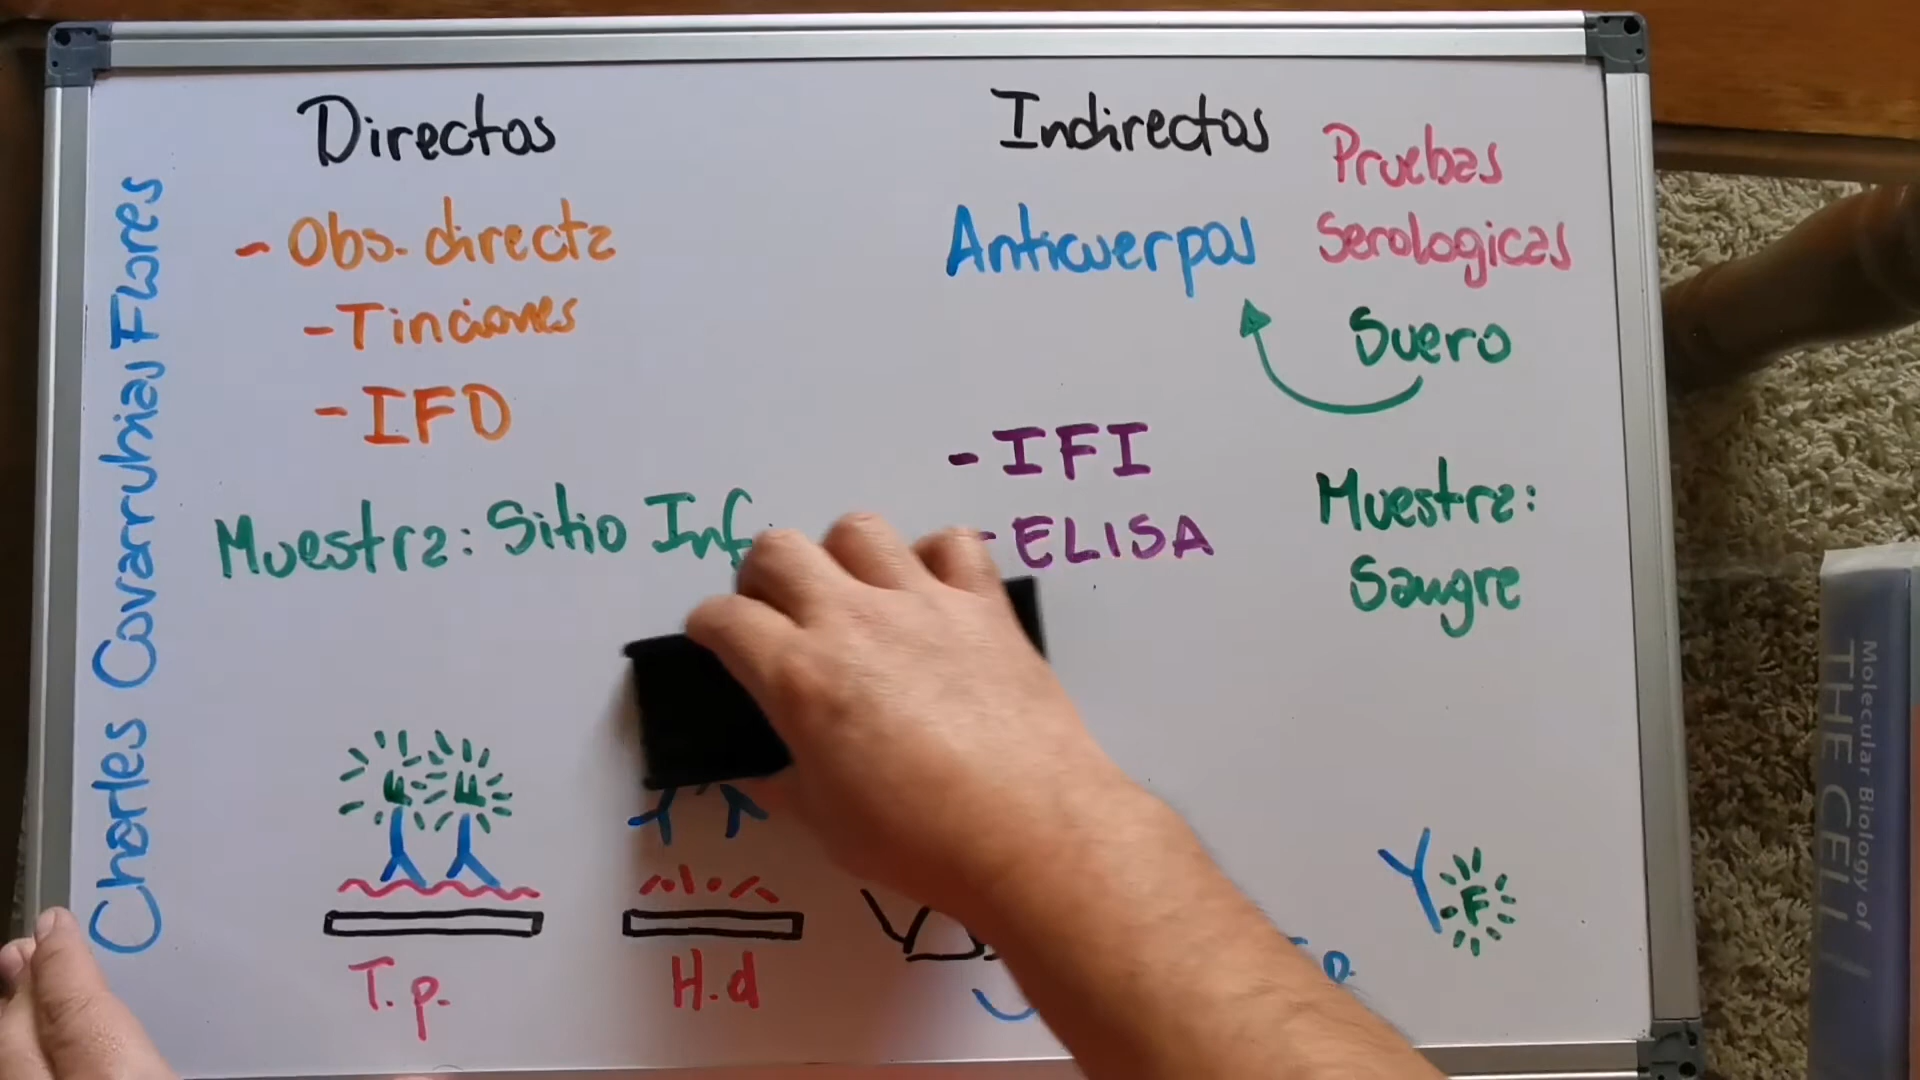 Directos
- Obs. directa
- Tinciones
- IFD
Muestra: Sitio Inf
Indirectos
Anticuerpos
Pruebas
Serologicas
Suero
- IFI
- ELISA
Muestra:
Sangre
F F
T.p.
H.d
F
Charles Covarrubias Flores
Molecular Biology of
THE CELL